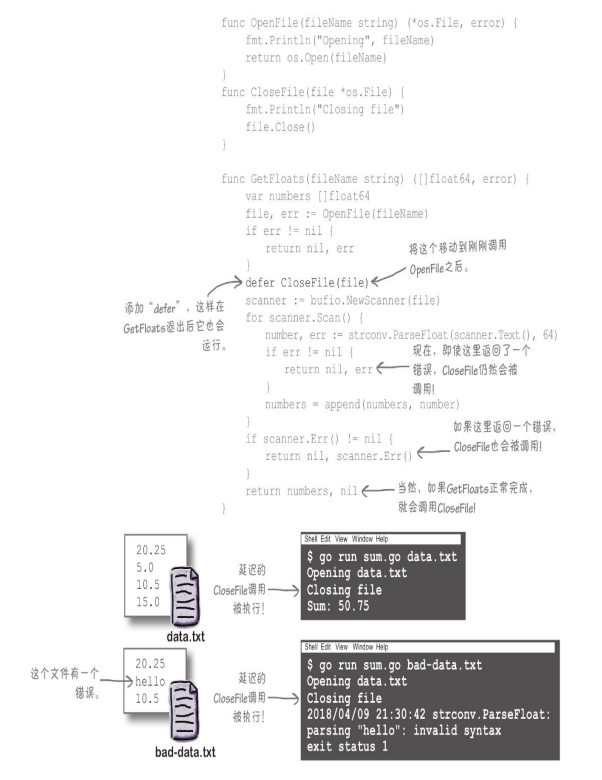 func OpenFile(fileName string) (*os.File, error) {
fmt.Println("Opening", fileName)
return os.Open(fileName)
}
func CloseFile(file *os.File) {
fmt.Println("Closing file")
file.Close()
}
func GetFloats(fileName string) ([]float64, error) {
var numbers []float64
file, err := OpenFile(fileName)
if err != nil {
return nil, err
}
将这个移动到刚刚调用
OpenFile之后。
defer CloseFile(file)
添加“defer”，这样在
GetFloats退出后它也会
运行。
scanner := bufio.NewScanner(file)
for scanner.Scan() {
number, err := strconv.ParseFloat(scanner.Text(), 64)
if err != nil {
return nil, err
}
现在，即使这里返回了一个
错误，CloseFile仍然会被
调用!
numbers = append(numbers, number)
}
if scanner.Err() != nil {
return nil, scanner.Err()
}
如果这里返回一个错误，
CloseFile也会被调用!
return numbers, nil
}
当然，如果GetFloats正常完成，
就会调用CloseFile!
20.25
5.0
10.5
15.0
data.txt
延迟的
CloseFile调用
被执行!
Shell Edit View Window Help
$ go run sum.go data.txt
Opening data.txt
Closing file
Sum: 50.75
这个文件有一个
错误。
20.25
hello
10.5
bad-data.txt
延迟的
CloseFile调用
被执行!
Shell Edit View Window Help
$ go run sum.go bad-data.txt
Opening data.txt
Closing file
2018/04/09 21:30:42 strconv.ParseFloat:
parsing "hello": invalid syntax
exit status 1